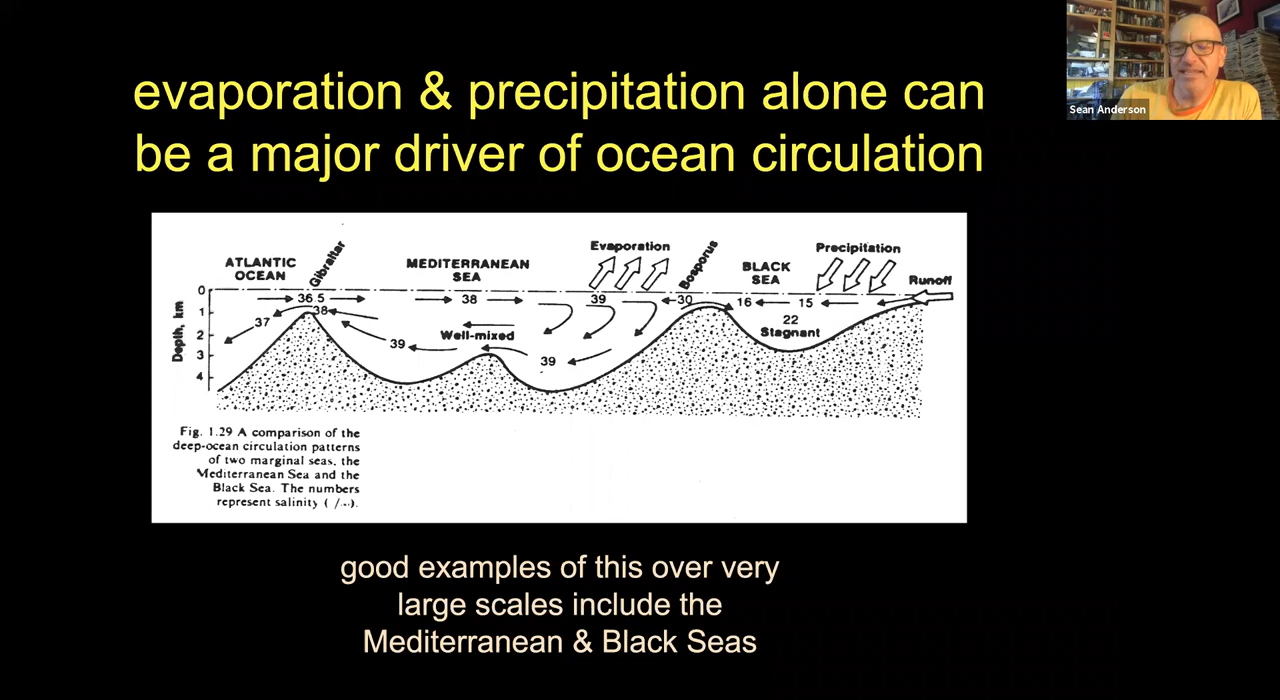 evaporation & precipitation alone can
be a major driver of ocean circulation
Sean Anderson
ATLANTIC
OCEAN
Gibraltar
MEDITERRANEAN
SEA
Evaporation
Bosporus
BLACK
SEA
Precipitation
Runoff
Depth, km
0
1
2
3
4
36 5
38
37
38
39
30
16
15
22
Stagnant
Well-mixed
39
39
Fig. 1.29 A comparison of the
deep-ocean circulation patterns
of two marginal seas, the
Mediterranean Sea and the
Black Sea. The numbers
represent salinity
good examples of this over very
large scales include the
Mediterranean & Black Seas